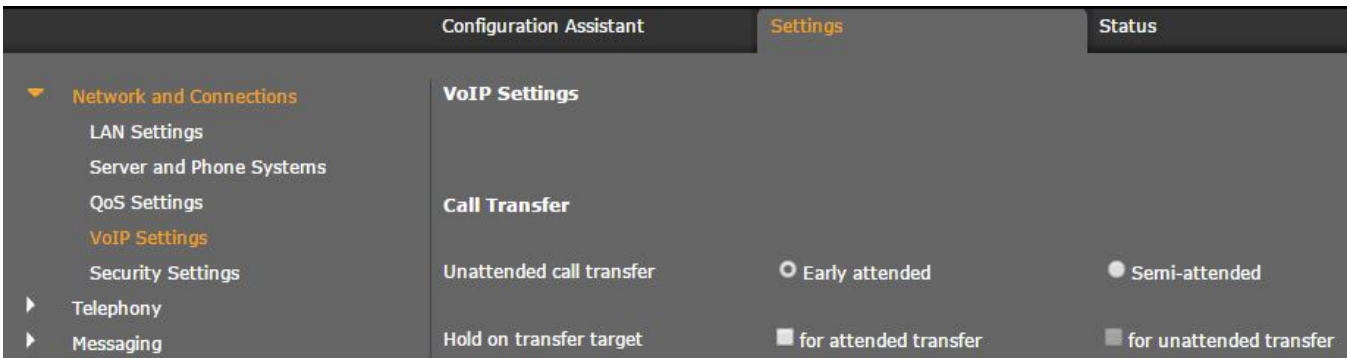 Configuration Assistant Settings Status
Network and Connections VoIP Settings
LAN Settings
Server and Phone Systems
QoS Settings Call Transfer
VoIP Settings
Security Settings Unattended call transfer Early attended Semi-attended
Telephony
Messaging Hold on transfer target for attended transfer for unattended transfer